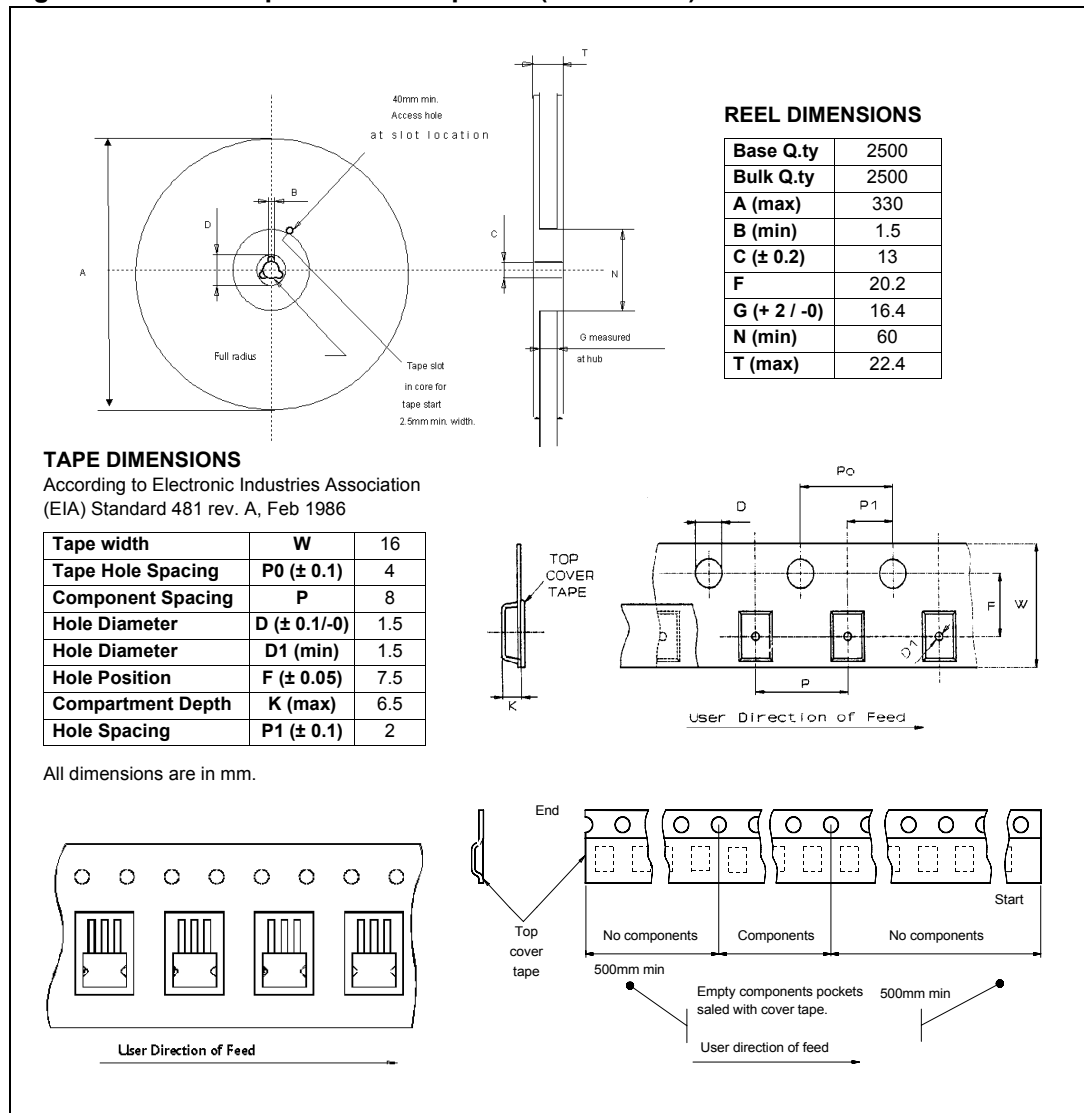 T
40mm min.
Access hole
at slot location
B
D
A
Full radius
Tape slot
in core for
tape start
2.5mm min. width.
C
N
G measured
at hub
REEL DIMENSIONS
Base Q.ty 2500
Bulk Q.ty 2500
A (max) 330
B (min) 1.5
C (± 0.2) 13
F 20.2
G (+ 2 / -0) 16.4
N (min) 60
T (max) 22.4
TAPE DIMENSIONS
According to Electronic Industries Association
(EIA) Standard 481 rev. A, Feb 1986
Tape width W 16
Tape Hole Spacing P0 (± 0.1) 4
Component Spacing P 8
Hole Diameter D (± 0.1/-0) 1.5
Hole Diameter D1 (min) 1.5
Hole Position F (± 0.05) 7.5
Compartment Depth K (max) 6.5
Hole Spacing P1 (± 0.1) 2
All dimensions are in mm.
TOP
COVER
TAPE
K
Po
D
P1
F
W
D1
P
User Direction of Feed
User Direction of Feed
End
Start
Top
cover
tape
No components
Components
No components
500mm min
Empty components pockets
saled with cover tape.
500mm min
User direction of feed